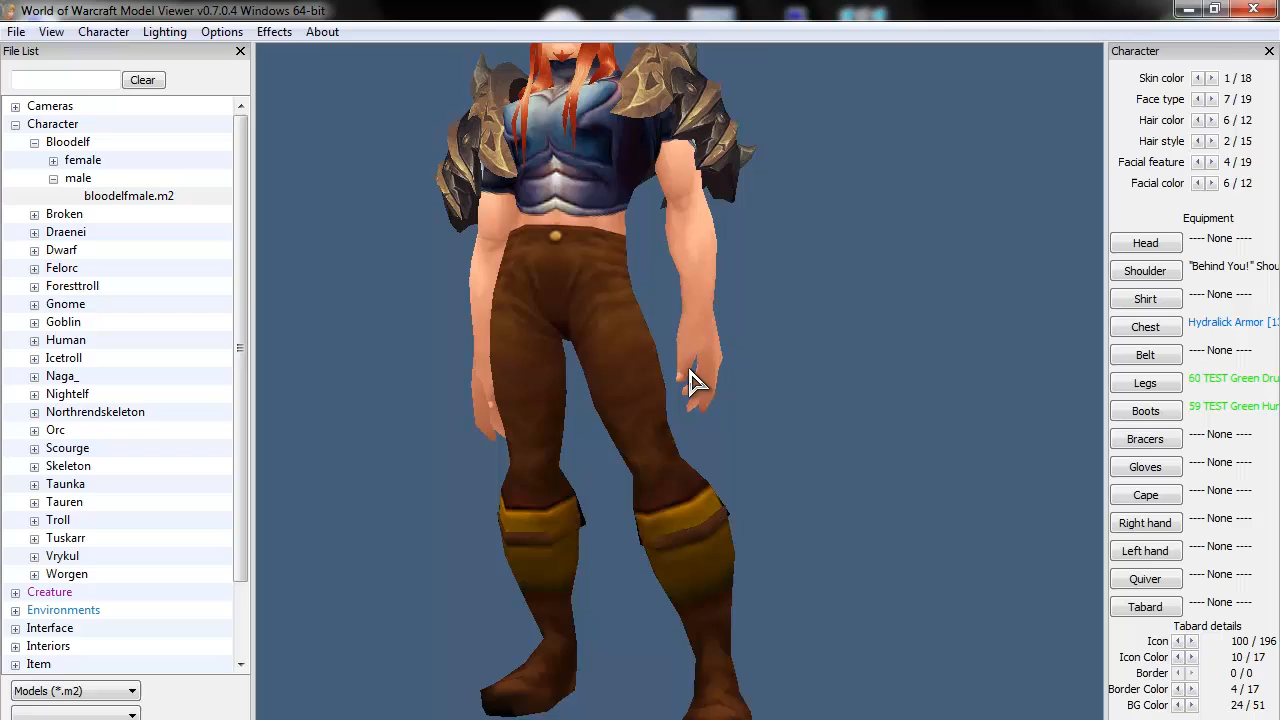 World of Warcraft Model Viewer v0.7.0.4 Windows 64-bit
File View Character Lighting Options Effects About
File List
Clear
Cameras
Character
Bloodelf
female
male
bloodelfmale.m2
Broken
Draenei
Dwarf
Felorc
Foresttroll
Gnome
Goblin
Human
Icetroll
Naga_
Nightelf
Northrendskeleton
Orc
Scourge
Skeleton
Taunka
Tauren
Troll
Tuskarr
Vrykul
Worgen
Creature
Environments
Interface
Interiors
Item
Models (*.m2)
Character
Skin color 1 / 18
Face type 7 / 19
Hair color 6 / 12
Hair style 2 / 15
Facial feature 4 / 19
Facial color 6 / 12
Equipment
Head ---- None ----
Shoulder "Behind You!" Shou
Shirt ---- None ----
Chest Hydralick Armor [1
Belt ---- None ----
Legs 60 TEST Green Dru
Boots 59 TEST Green Hun
Bracers ---- None ----
Gloves ---- None ----
Cape ---- None ----
Right hand ---- None ----
Left hand ---- None ----
Quiver ---- None ----
Tabard ---- None ----
Tabard details
Icon 100 / 196
Icon Color 10 / 17
Border 0 / 0
Border Color 4 / 17
BG Color 24 / 51